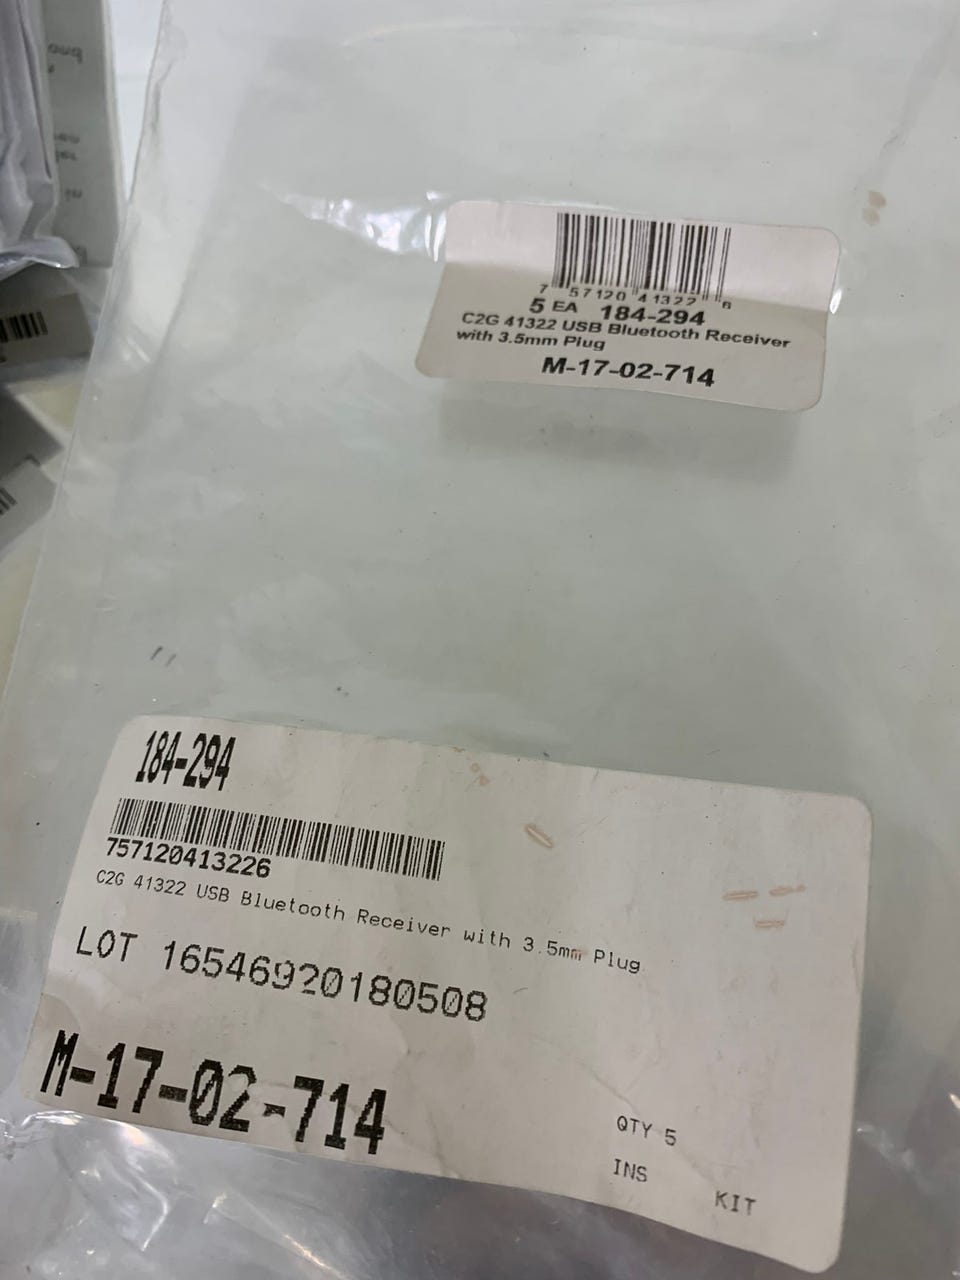 7 57120 41322 6
5 EA 184-294
C2G 41322 USB Bluetooth Receiver
with 3.5mm Plug
M-17-02-714
184-294
757120413226
C2G 41322 USB Bluetooth Receiver with 3.5mm Plug
LOT 16546920180508
M-17-02-714
QTY 5
INS
KIT